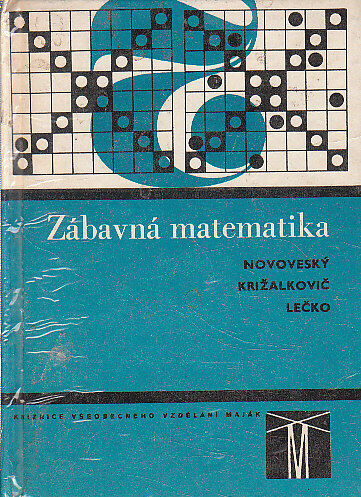 Zábavná matematika
NOVOVESKÝ
KRIŽALKOVIČ
LEČKO
KNIŽNICE VŠEOBECNÉHO VZDĚLÁNÍ MAJÁK
M